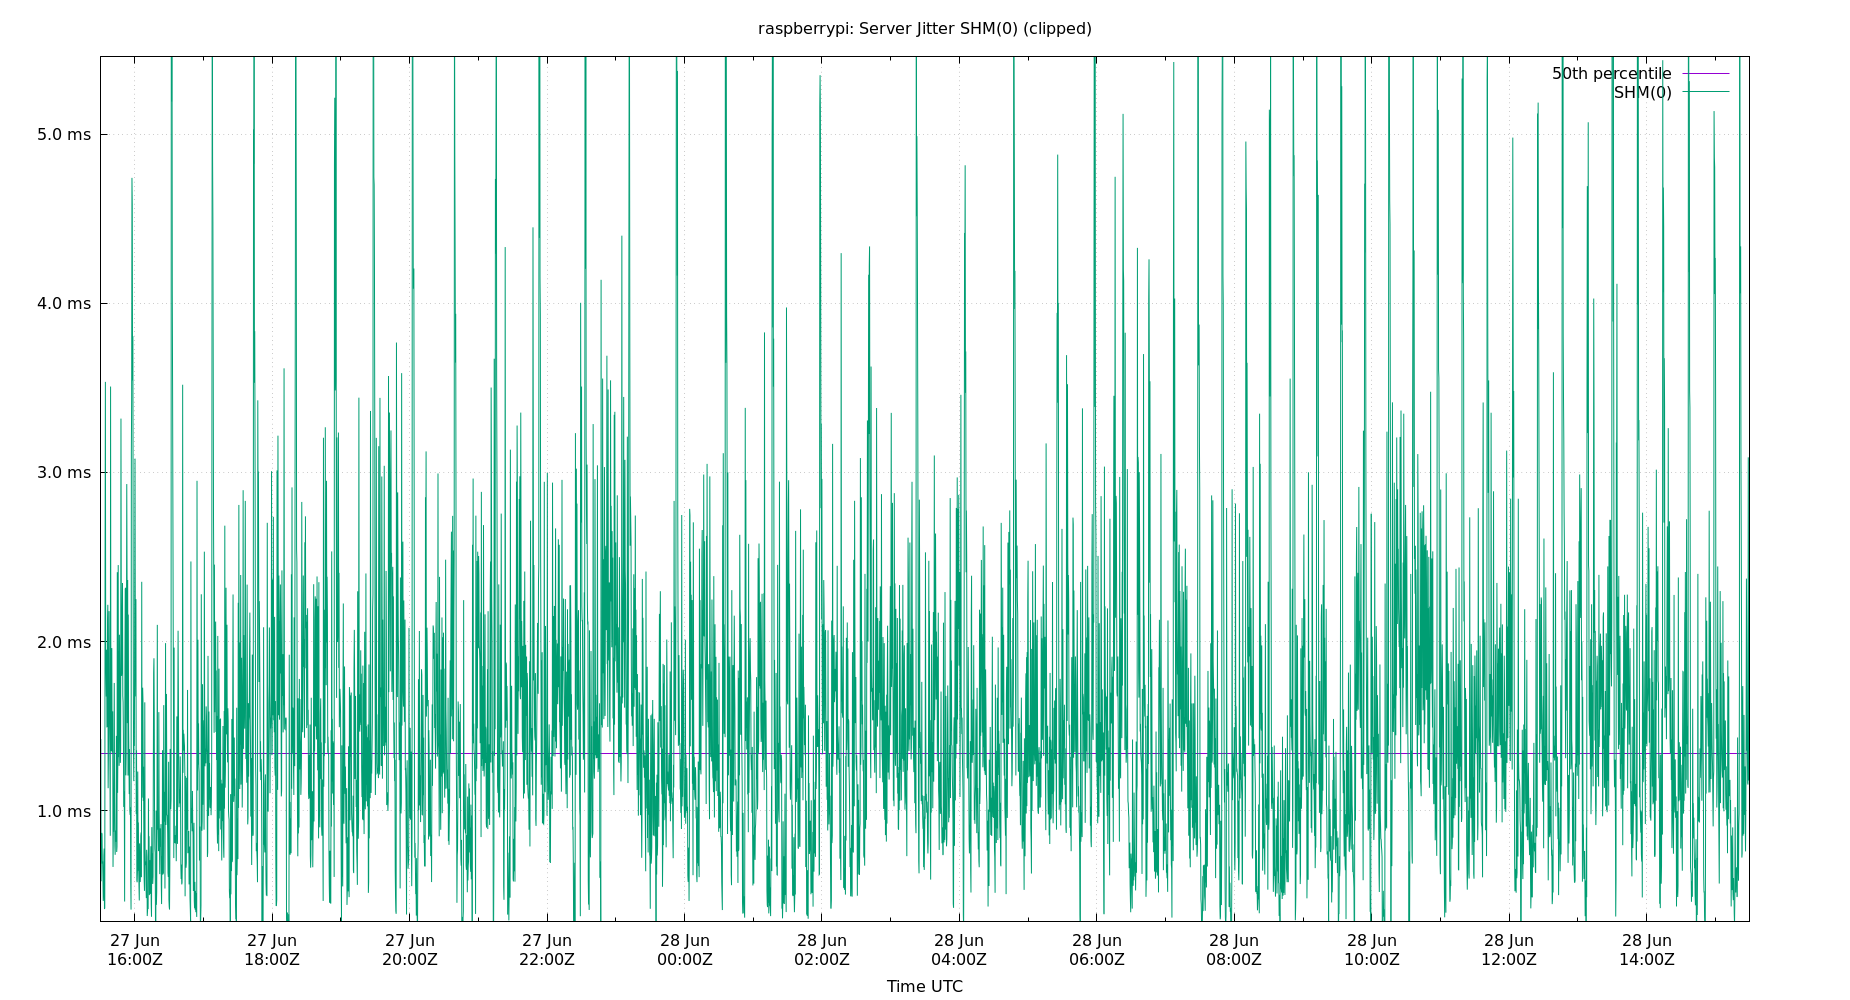 raspberrypi: Server Jitter SHM(0) (clipped)
50th percentile
SHM(0)
5.0 ms
4.0 ms
3.0 ms
2.0 ms
1.0 ms
27 Jun 27 Jun 27 Jun 27 Jun 28 Jun 28 Jun 28 Jun 28 Jun 28 Jun 28 Jun 28 Jun 28 Jun
16:00Z 18:00Z 20:00Z 22:00Z 00:00Z 02:00Z 04:00Z 06:00Z 08:00Z 10:00Z 12:00Z 14:00Z
Time UTC